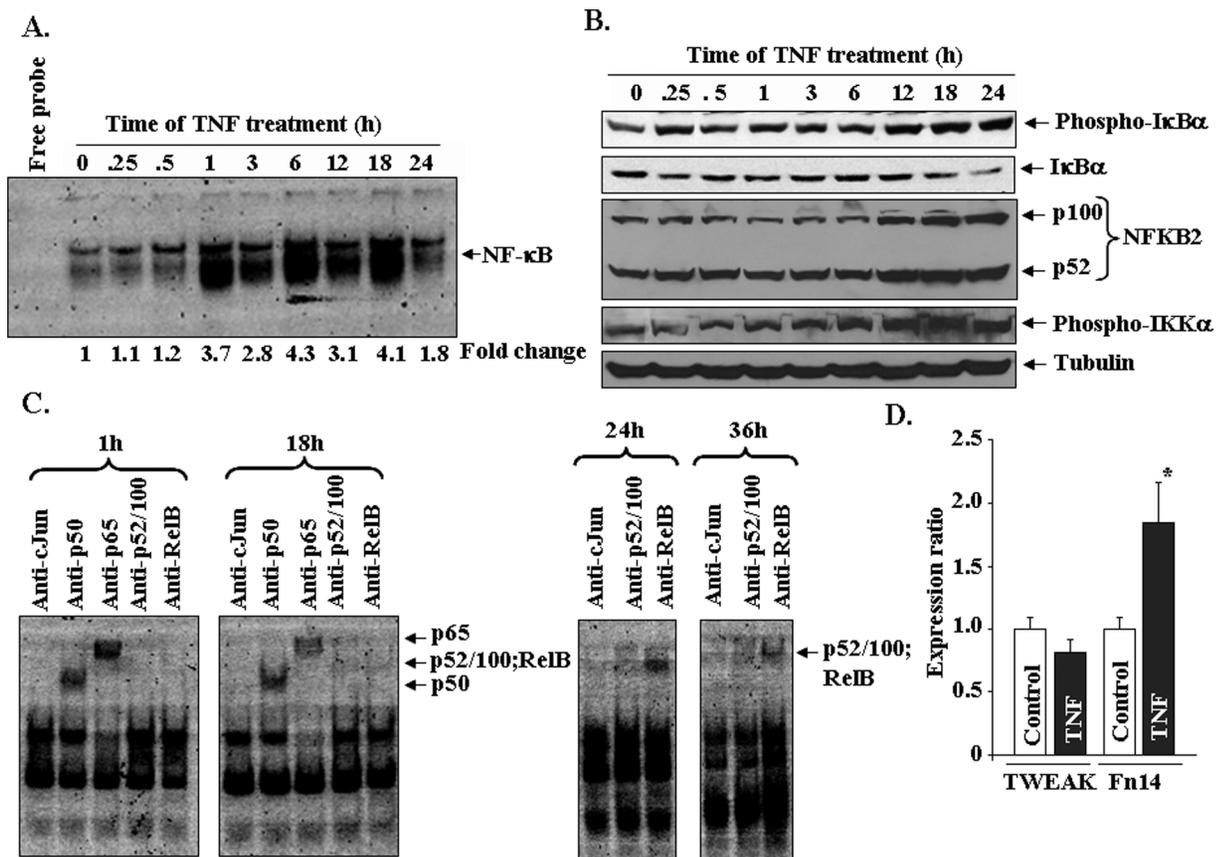 A.
Free probe
Time of TNF treatment (h)
0 .25 .5 1 3 6 12 18 24
NF-κB
1 1.1 1.2 3.7 2.8 4.3 3.1 4.1 1.8 Fold change
B.
Time of TNF treatment (h)
0 .25 .5 1 3 6 12 18 24
Phospho-IκBα
IκBα
p100
NFKB2
p52
Phospho-IKKα
Tubulin
C.
1h
Anti-cJun
Anti-p50
Anti-p65
Anti-p52/100
Anti-RelB
18h
Anti-cJun
Anti-p50
Anti-p65
Anti-p52/100
Anti-RelB
p65
p52/100;RelB
p50
24h
Anti-cJun
Anti-p52/100
Anti-RelB
36h
Anti-cJun
Anti-p52/100
Anti-RelB
p52/100;
RelB
D.
Expression ratio
2.5
2.0
1.5
1.0
0.5
0
*
Control
TNF
Control
TNF
TWEAK Fn14